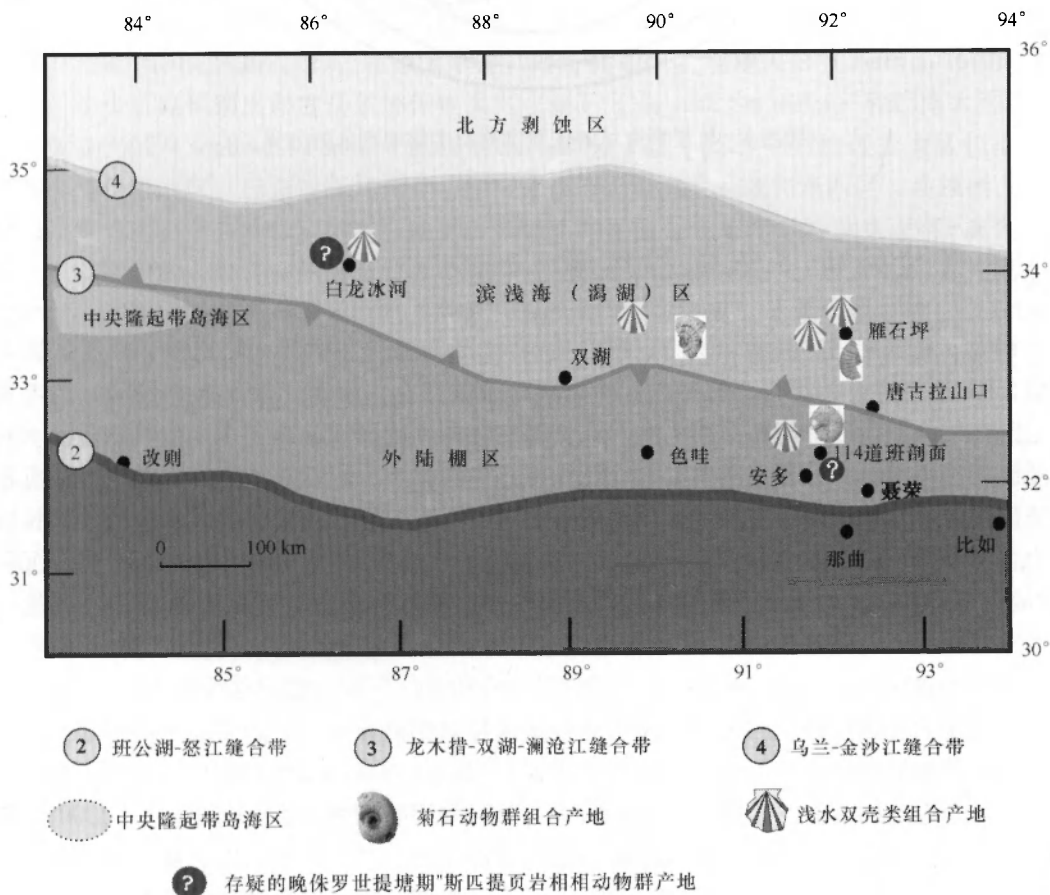 84° 86° 88° 90° 92° 94°
36°
北方剥蚀区
35°
4
34°
3
?
白龙冰河
滨浅海（潟湖）区
中央隆起带岛海区
雁石坪
双湖
33°
唐古拉山口
2
改则
外陆棚区
色哇
114道班剖面
安多
?
32°
聂荣
0 100 km
那曲
比如
31°
30°
85° 87° 89° 91° 93°
2 班公湖-怒江缝合带
3 龙木措-双湖-澜沧江缝合带
4 乌兰-金沙江缝合带
中央隆起带岛海区
菊石动物群组合产地
浅水双壳类组合产地
? 存疑的晚侏罗世提塘期"斯匹提页岩相相动物群产地